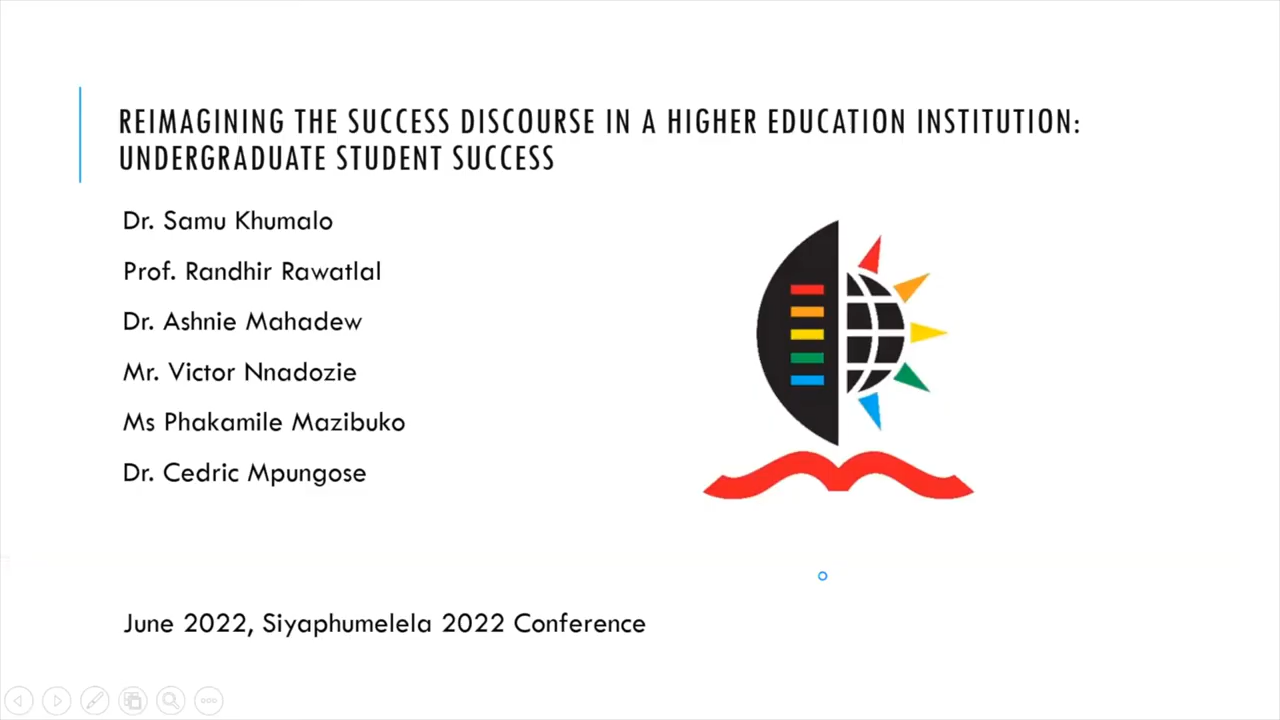 REIMAGINING THE SUCCESS DISCOURSE IN A HIGHER EDUCATION INSTITUTION:
UNDERGRADUATE STUDENT SUCCESS
Dr. Samu Khumalo
Prof. Randhir Rawatlal
Dr. Ashnie Mahadew
Mr. Victor Nnadozie
Ms Phakamile Mazibuko
Dr. Cedric Mpungose
June 2022, Siyaphumelela 2022 Conference